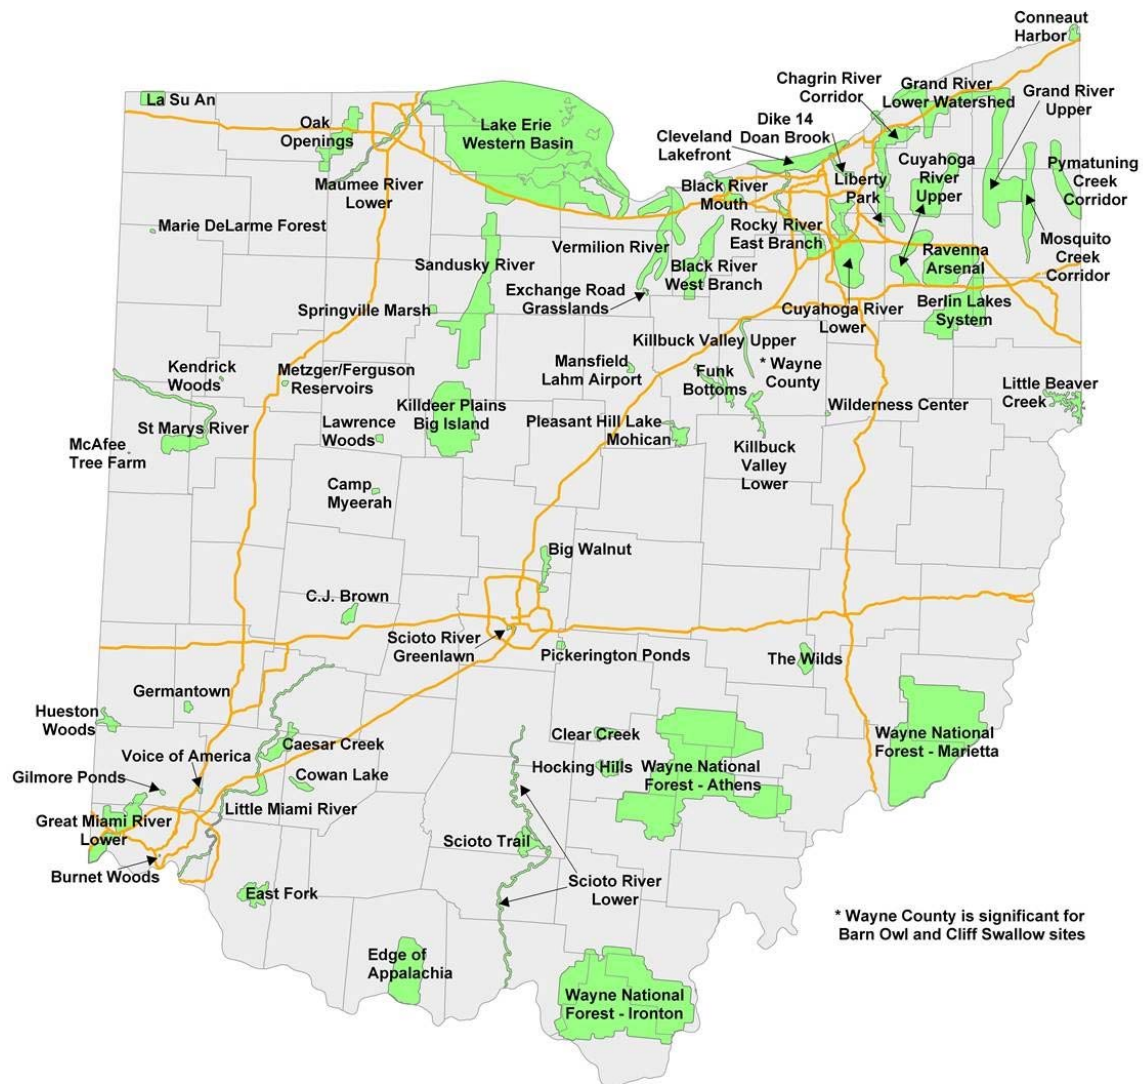 Conneaut
Harbor
La Su An
Chagrin River
Corridor
Grand River
Lower Watershed
Grand River
Upper
Oak
Openings
Lake Erie
Western Basin
Dike 14
Doan Brook
Cleveland
Lakefront
Cuyahoga
River
Upper
Pymatuning
Creek
Corridor
Maumee River
Lower
Black River
Mouth
Liberty
Park
Marie DeLarme Forest
Rocky River
East Branch
Vermilion River
Mosquito
Creek
Corridor
Ravenna
Arsenal
Sandusky River
Black River
West Branch
Exchange Road
Grasslands
Springville Marsh
Cuyahoga River
Lower
Berlin Lakes
System
Killbuck Valley Upper
Kendrick
Woods
Metzger/Ferguson
Reservoirs
Mansfield
Lahm Airport
Funk
Bottoms
* Wayne
County
Little Beaver
Creek
Killdeer Plains
Big Island
Wilderness Center
St Marys River
Lawrence
Woods
Pleasant Hill Lake
Mohican
McAfee
Tree Farm
Killbuck
Valley
Lower
Camp
Myeerah
Big Walnut
C.J. Brown
Scioto River
Greenlawn
Pickerington Ponds
The Wilds
Germantown
Hueston
Woods
Clear Creek
Wayne National
Forest - Marietta
Voice of America
Caesar Creek
Gilmore Ponds
Cowan Lake
Hocking Hills
Wayne National
Forest - Athens
Great Miami River
Lower
Little Miami River
Scioto Trail
Burnet Woods
Scioto River
Lower
East Fork
* Wayne County is significant for
Barn Owl and Cliff Swallow sites
Edge of
Appalachia
Wayne National
Forest - Ironton